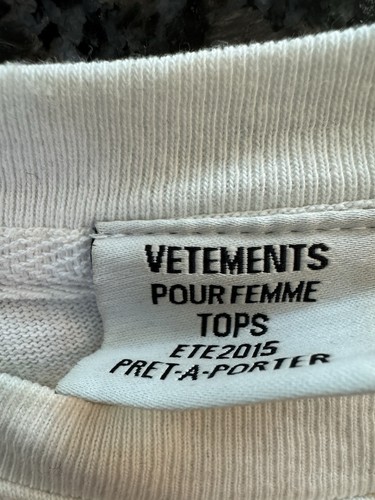 VETEMENTS
POUR FEMME
TOPS
ETE2015
PRET-A-PORTER